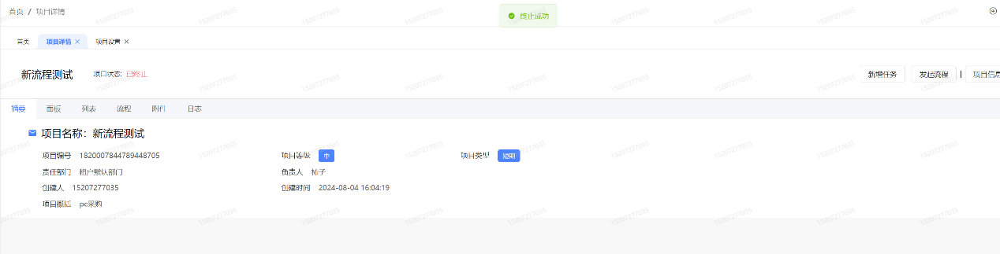 首页 / 项目详情
终止成功
中
首页 项目详情 项目设置
新流程测试 项目状态: 已终止 新增任务 发起流程 项目信息
摘要 面板 列表 流程 附件 日志
项目名称：新流程测试
项目编号 1820007844789448705 项目等级 中 项目类型 短期
责任部门 租户默认部门 负责人 柿子
创建人 15207277035 创建时间 2024-08-04 16:04:19
项目概括 pc采购
15207277035